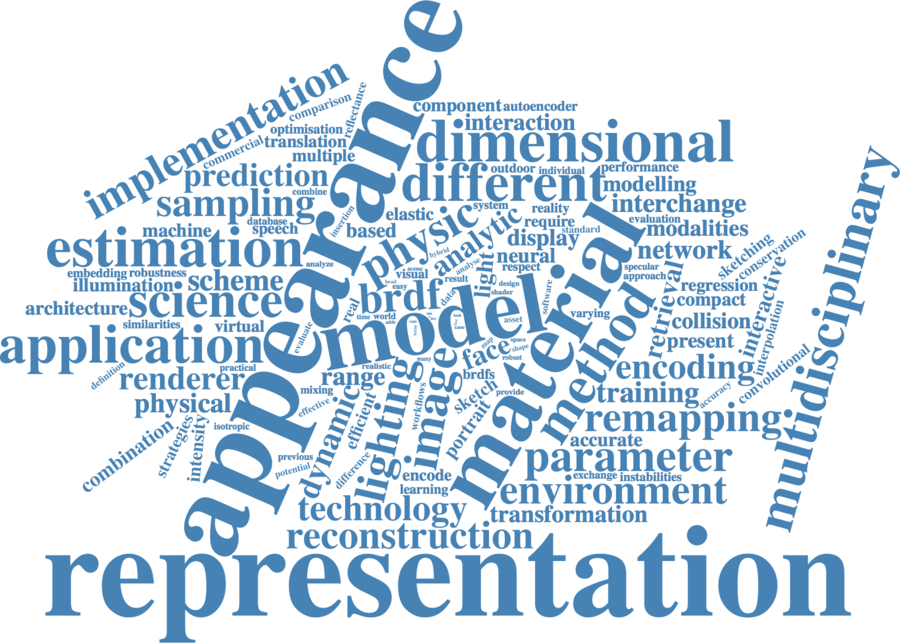 appearance
implementation
comparison
reflectance
component
autoencoder
optimisation
interaction
commercial
translation
dimensional
multiple
outdoor
individual
performance
prediction
different
modelling
combine
sampling
interchange
database
insertion
elastic
system
reality
evaluation
machine
speech
based
physic
analytic
require
standard
modalities
multidisciplinary
estimation
display
sketching
conservation
hybrid
network
analyze
neural
embedding
robustness
visual
analyse
light
respect
specular
approach
illumination
scheme
scene
head
easy
result
design
shader
regression
retrieval
interactive
architecture
science
real
brdf
data
software
compact
interpolation
time
world
model
asset
varying
material
method
collision
similarities
virtual
evaluate
present
application
many
face
map
space
shape
robust
convolutional
definition
practical
realistic
renderer
range
image
brdfs
encoding
physical
mixing
lighting
workflows
sketch
provide
training
accuracy
effective
efficient
dynamic
portrait
remapping
combination
strategies
intensity
isotropic
accurate
previous
potential
difference
encode
learning
parameter
exchange
instabilities
environment
technology
transformation
reconstruction
representation